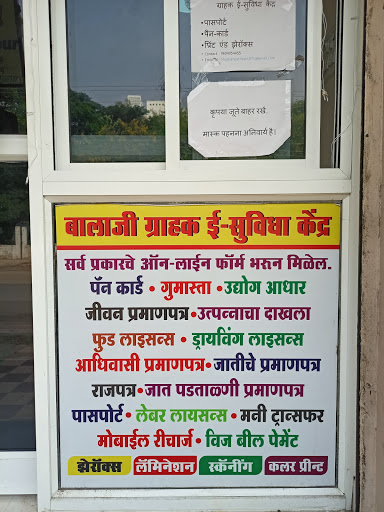 ग्राहक ई-सुविधा केंद्र
•पासपोर्ट
•पैन-कार्ड
•प्रिंट एंड झेरॉक्स
कृपया जूते बाहर रखें.
मास्क पहनना अनिवार्य है।
बालाजी ग्राहक ई-सुविधा केंद्र
सर्व प्रकारचे ऑन-लाईन फॉर्म भरून मिळेल.
पॅन कार्ड • गुमास्ता • उद्योग आधार
जीवन प्रमाणपत्र•उत्पन्नाचा दाखला
फुड लाइसन्स • ड्रायविंग लाइसन्स
आधिवासी प्रमाणपत्र•जातीचे प्रमाणपत्र
राजपत्र•जात पडताळणी प्रमाणपत्र
पासपोर्ट• लेबर लायसन्स • मनी ट्रान्सफर
मोबाईल रीचार्ज • विज बील पेमेंट
झेरॉक्स लॅमिनेशन स्कॅनींग कलर प्रीन्ट